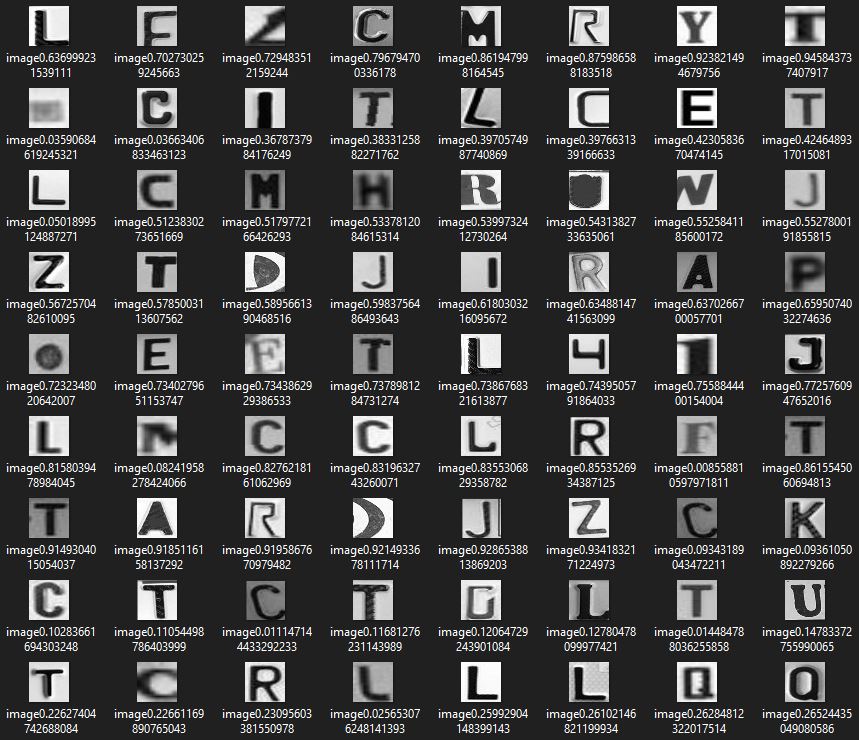 L F Z C M R Y T
image0.63699923 image0.70273025 image0.72948351 image0.79679470 image0.86194799 image0.87598658 image0.92382149 image0.94584373
1539111 9245663 2159244 0336178 8164545 8183518 4679756 7407917
C I T L C E T
image0.03590684 image0.03663406 image0.36787379 image0.38331258 image0.39705749 image0.39766313 image0.42305836 image0.42464893
619245321 833463123 84176249 82271762 87740869 39166633 70474145 17015081
L C M H R N J
image0.05018995 image0.51238302 image0.51797721 image0.53378120 image0.53997324 image0.54313827 image0.55258411 image0.55278001
124887271 73651669 66426293 84615314 12730264 33635061 85600172 91855815
Z T D J I R A P
image0.56725704 image0.57850031 image0.58956613 image0.59837564 image0.61803032 image0.63488147 image0.63702667 image0.65950740
82610095 13607562 90468516 86493643 16095672 41563099 00057701 32274636
E E T L 4 J
image0.72323480 image0.73402796 image0.73438629 image0.73789812 image0.73867683 image0.74395057 image0.75588444 image0.77257609
20642007 51153747 29386533 84731274 21613877 91864033 00154004 47652016
L C C L R F T
image0.81580394 image0.08241958 image0.82762181 image0.83196327 image0.83553068 image0.85535269 image0.00855881 image0.86155450
78984045 278424066 61062969 43260071 29358782 34387125 0597971811 60694813
T A R J Z C K
image0.91493040 image0.91851161 image0.91958676 image0.92149336 image0.92865388 image0.93418321 image0.09343189 image0.09361050
15054037 58137292 70979482 78111714 13869203 71224973 043472211 892279266
C T C T G L T U
image0.10283661 image0.11054498 image0.01114714 image0.11681276 image0.12064729 image0.12780478 image0.01448478 image0.14783372
694303248 786403999 4433292233 231143989 243901084 099977421 8036255858 755990065
T C R L L L Q Q
image0.22627404 image0.22661169 image0.23095603 image0.02565307 image0.25992904 image0.26102146 image0.26284812 image0.26524435
742688084 890765043 381550978 6248141393 148399143 821199934 322017514 049080586